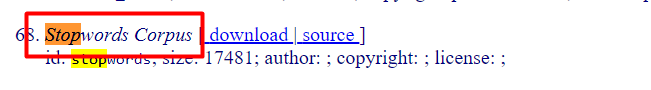 68. Stopwords Corpus [ download | source ]
id: stopwords; size: 17481; author: ; copyright: ; license: ;